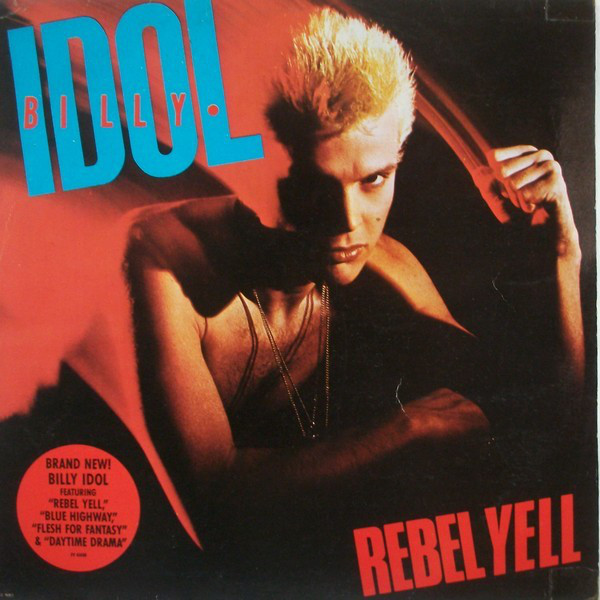 IDOL
BILLY.
BRAND NEW!
BILLY IDOL
FEATURING
"REBEL YELL,"
"BLUE HIGHWAY,"
"FLESH FOR FANTASY"
& "DAYTIME DRAMA"
REBEL YELL